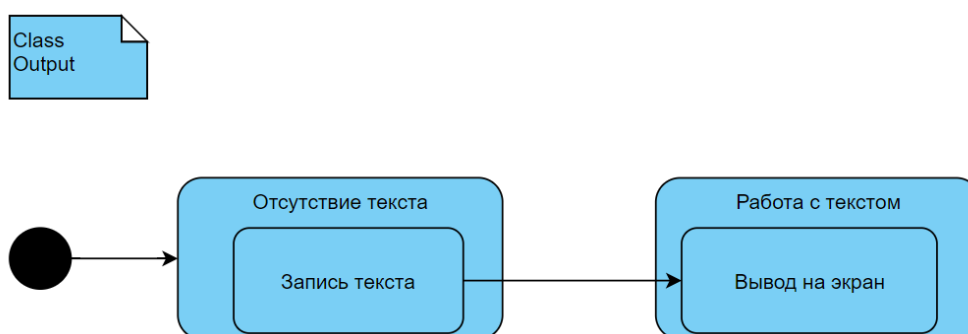 Class
Output
Отсутствие текста
Работа с текстом
Запись текста
Вывод на экран